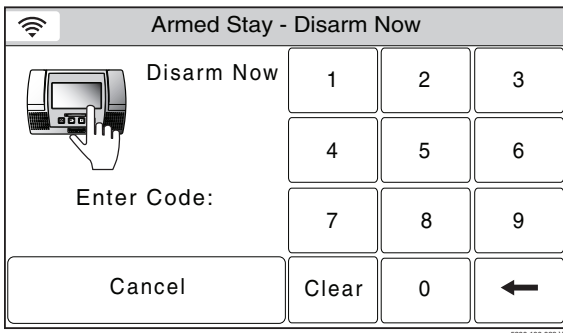 Armed Stay - Disarm Now
Disarm Now
1 2 3
4 5 6
Enter Code:
7 8 9
Cancel
Clear 0